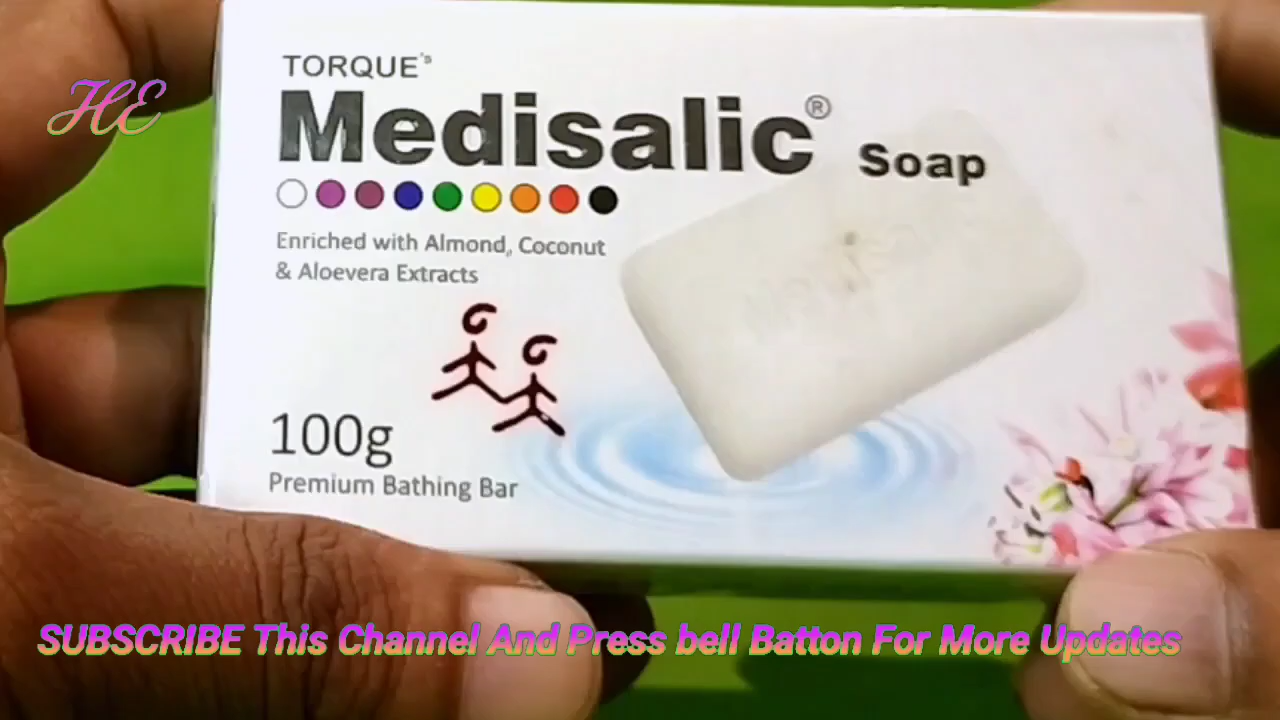 TORQUE's
HE
Medisalic® Soap
Enriched with Almond, Coconut
& Aloevera Extracts
100g
Premium Bathing Bar
SUBSCRIBE This Channel And Press bell Batton For More Updates